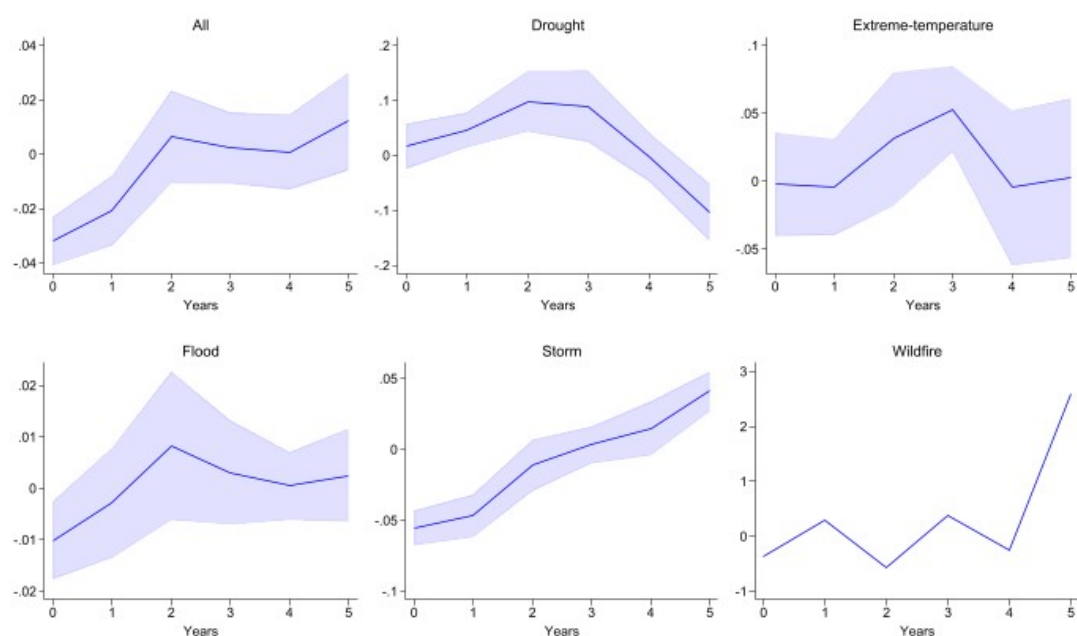 All
.04
.02
0
-.02
-.04
0 1 2 3 4 5
Years
Drought
.2
.1
0
-.1
-.2
0 1 2 3 4 5
Years
Extreme-temperature
.1
.05
0
-.05
0 1 2 3 4 5
Years
Flood
.02
.01
0
-.01
-.02
0 1 2 3 4 5
Years
Storm
.05
0
-.05
-.1
0 1 2 3 4 5
Years
Wildfire
3
2
1
0
-1
0 1 2 3 4 5
Years